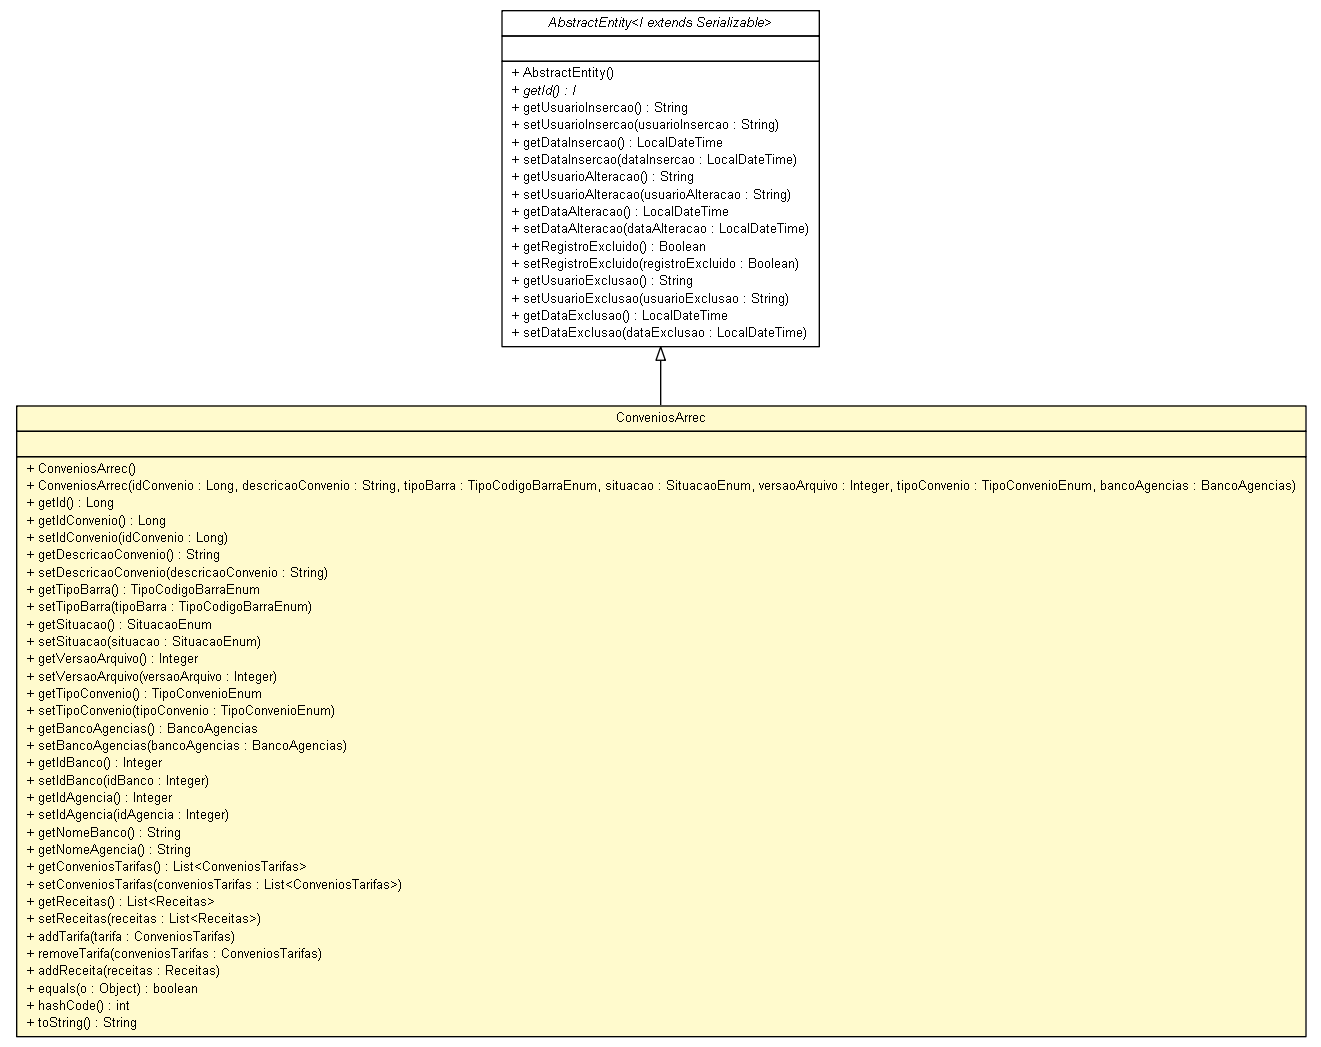 AbstractEntity<I extends Serializable>
+ AbstractEntity()
+ getId() : I
+ getUsuarioInsercao() : String
+ setUsuarioInsercao(usuarioInsercao : String)
+ getDataInsercao() : LocalDateTime
+ setDataInsercao(dataInsercao : LocalDateTime)
+ getUsuarioAlteracao() : String
+ setUsuarioAlteracao(usuarioAlteracao : String)
+ getDataAlteracao() : LocalDateTime
+ setDataAlteracao(dataAlteracao : LocalDateTime)
+ getRegistroExcluido() : Boolean
+ setRegistroExcluido(registroExcluido : Boolean)
+ getUsuarioExclusao() : String
+ setUsuarioExclusao(usuarioExclusao : String)
+ getDataExclusao() : LocalDateTime
+ setDataExclusao(dataExclusao : LocalDateTime)
ConveniosArrec
+ ConveniosArrec()
+ ConveniosArrec(idConvenio : Long, descricaoConvenio : String, tipoBarra : TipoCodigoBarraEnum, situacao : SituacaoEnum, versaoArquivo : Integer, tipoConvenio : TipoConvenioEnum, bancoAgencias : BancoAgencias)
+ getId() : Long
+ getIdConvenio() : Long
+ setIdConvenio(idConvenio : Long)
+ getDescricaoConvenio() : String
+ setDescricaoConvenio(descricaoConvenio : String)
+ getTipoBarra() : TipoCodigoBarraEnum
+ setTipoBarra(tipoBarra : TipoCodigoBarraEnum)
+ getSituacao() : SituacaoEnum
+ setSituacao(situacao : SituacaoEnum)
+ getVersaoArquivo() : Integer
+ setVersaoArquivo(versaoArquivo : Integer)
+ getTipoConvenio() : TipoConvenioEnum
+ setTipoConvenio(tipoConvenio : TipoConvenioEnum)
+ getBancoAgencias() : BancoAgencias
+ setBancoAgencias(bancoAgencias : BancoAgencias)
+ getIdBanco() : Integer
+ setIdBanco(idBanco : Integer)
+ getIdAgencia() : Integer
+ setIdAgencia(idAgencia : Integer)
+ getNomeBanco() : String
+ getNomeAgencia() : String
+ getConveniosTarifas() : List<ConveniosTarifas>
+ setConveniosTarifas(conveniosTarifas : List<ConveniosTarifas>)
+ getReceitas() : List<Receitas>
+ setReceitas(receitas : List<Receitas>)
+ addTarifa(tarifa : ConveniosTarifas)
+ removeTarifa(conveniosTarifas : ConveniosTarifas)
+ addReceita(receitas : Receitas)
+ equals(o : Object) : boolean
+ hashCode() : int
+ toString() : String